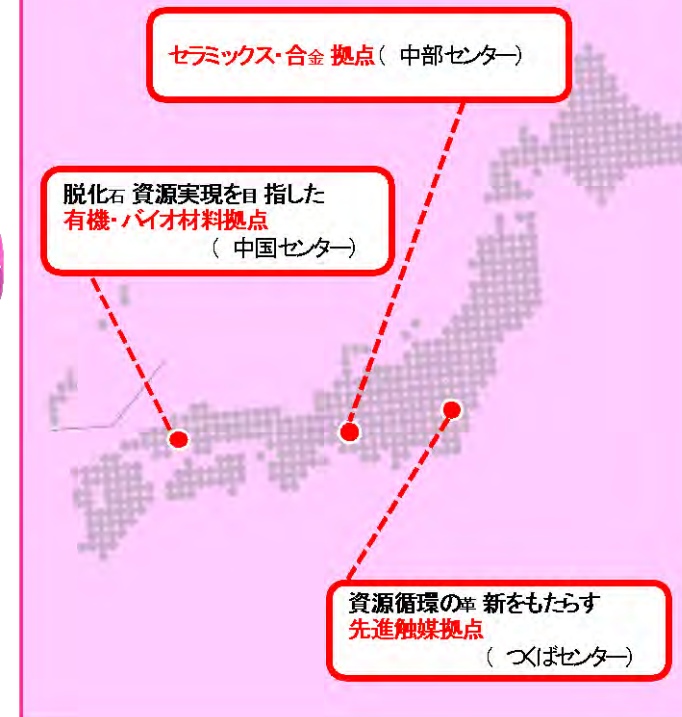 セラミックス・合金 拠点( 中部センター)
脱化石 資源実現を目 指した
有機・バイオ材料拠点
( 中国センター)
資源循環の革 新をもたらす
先進触媒拠点
( つくばセンター)